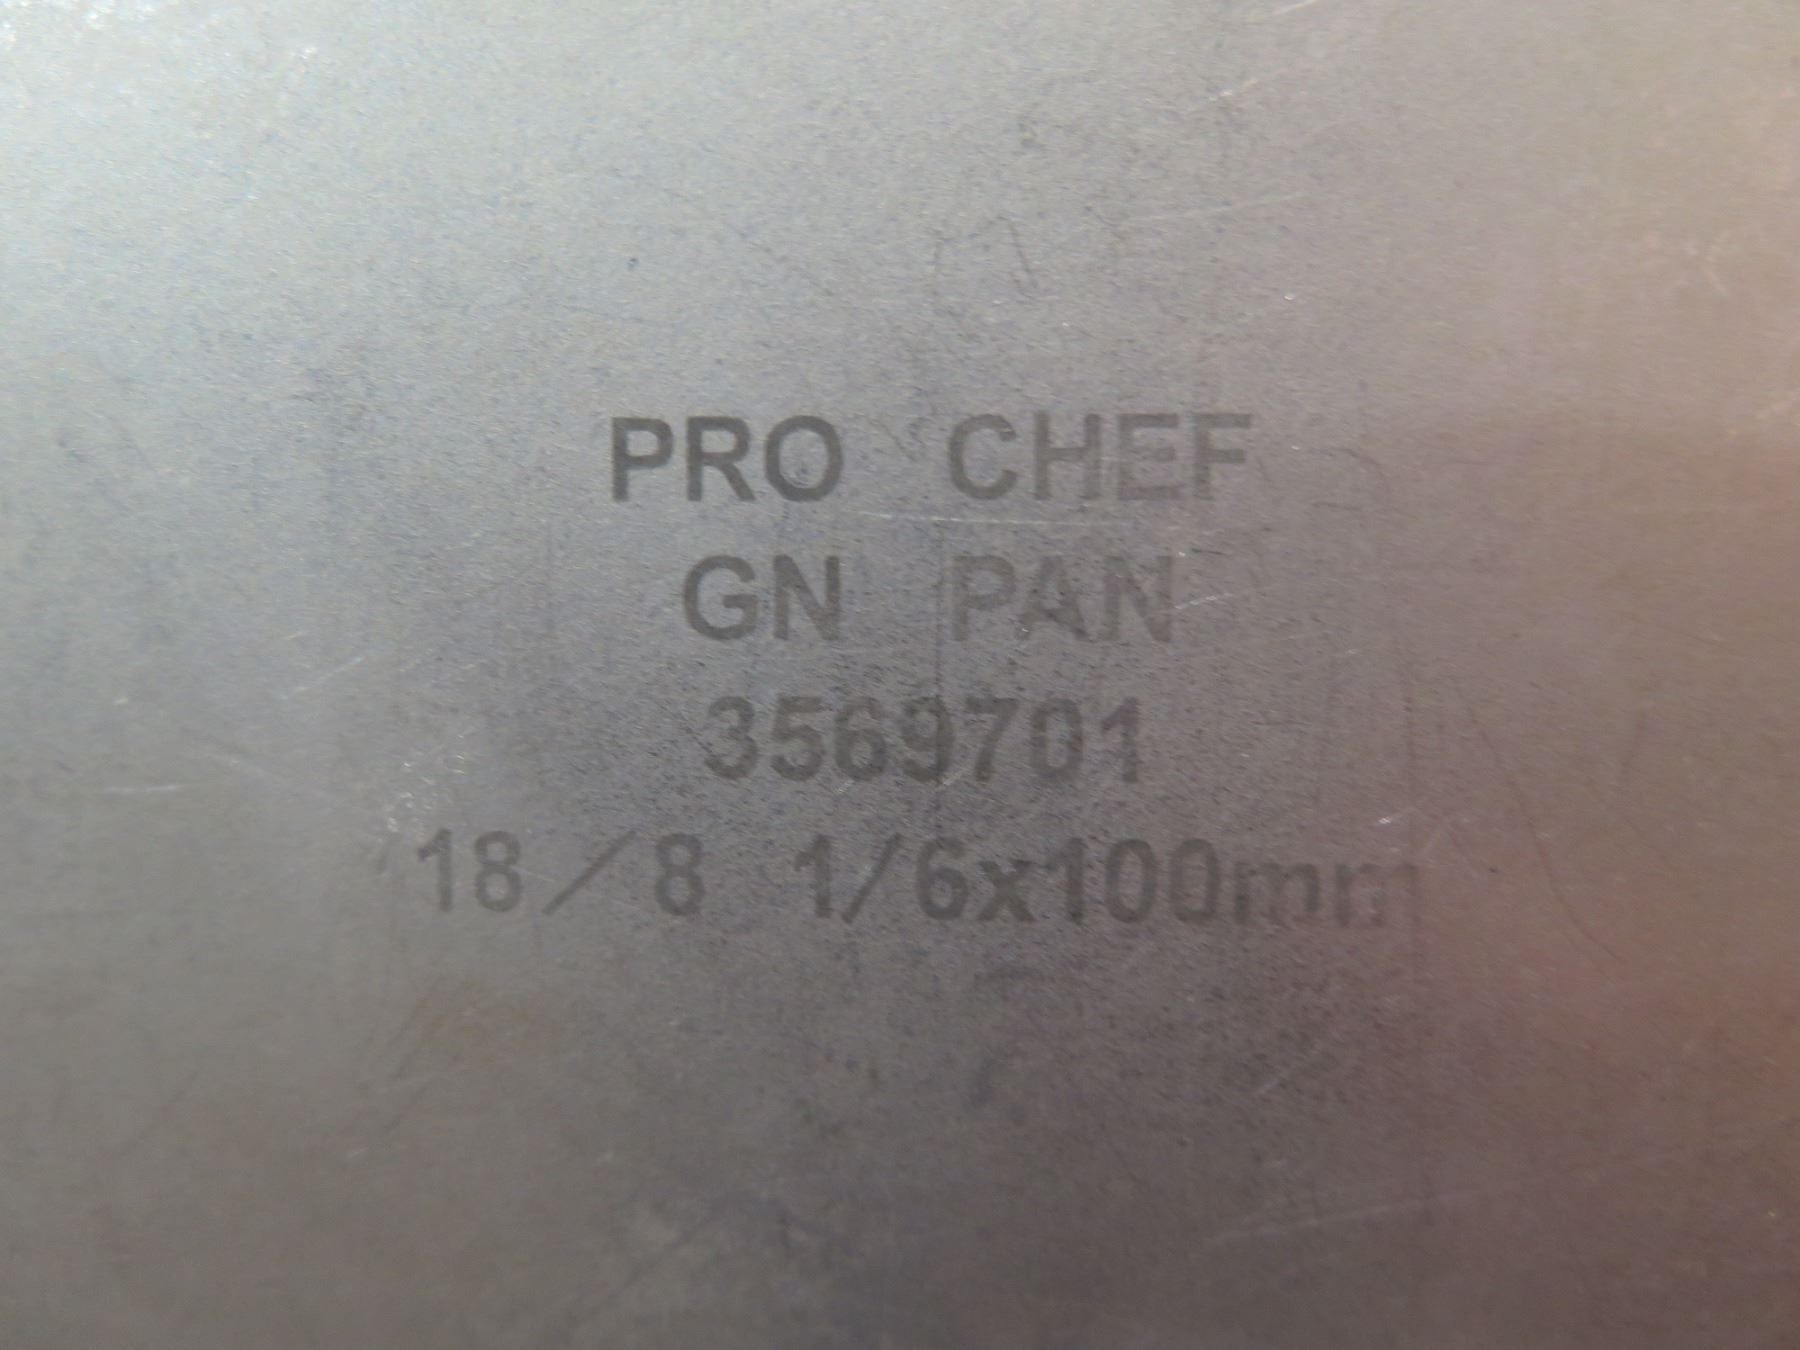 PRO CHEF
GN PAN
3569701
18/8 1/6x100mm